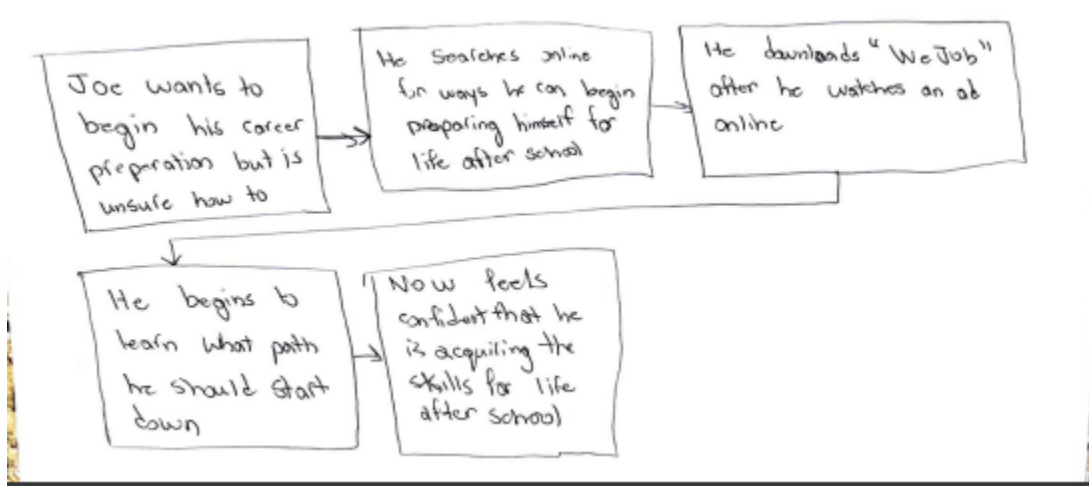 Joe wants to
begin his career
preperation but is
unsure how to
He Searches online
for ways he can begin
preparing himself for
life after school
He downloads "WeJob"
after he watches an ad
online
He begins to
learn what path
he should start
down
Now feels
confident that he
is acquiring the
skills for life
after school